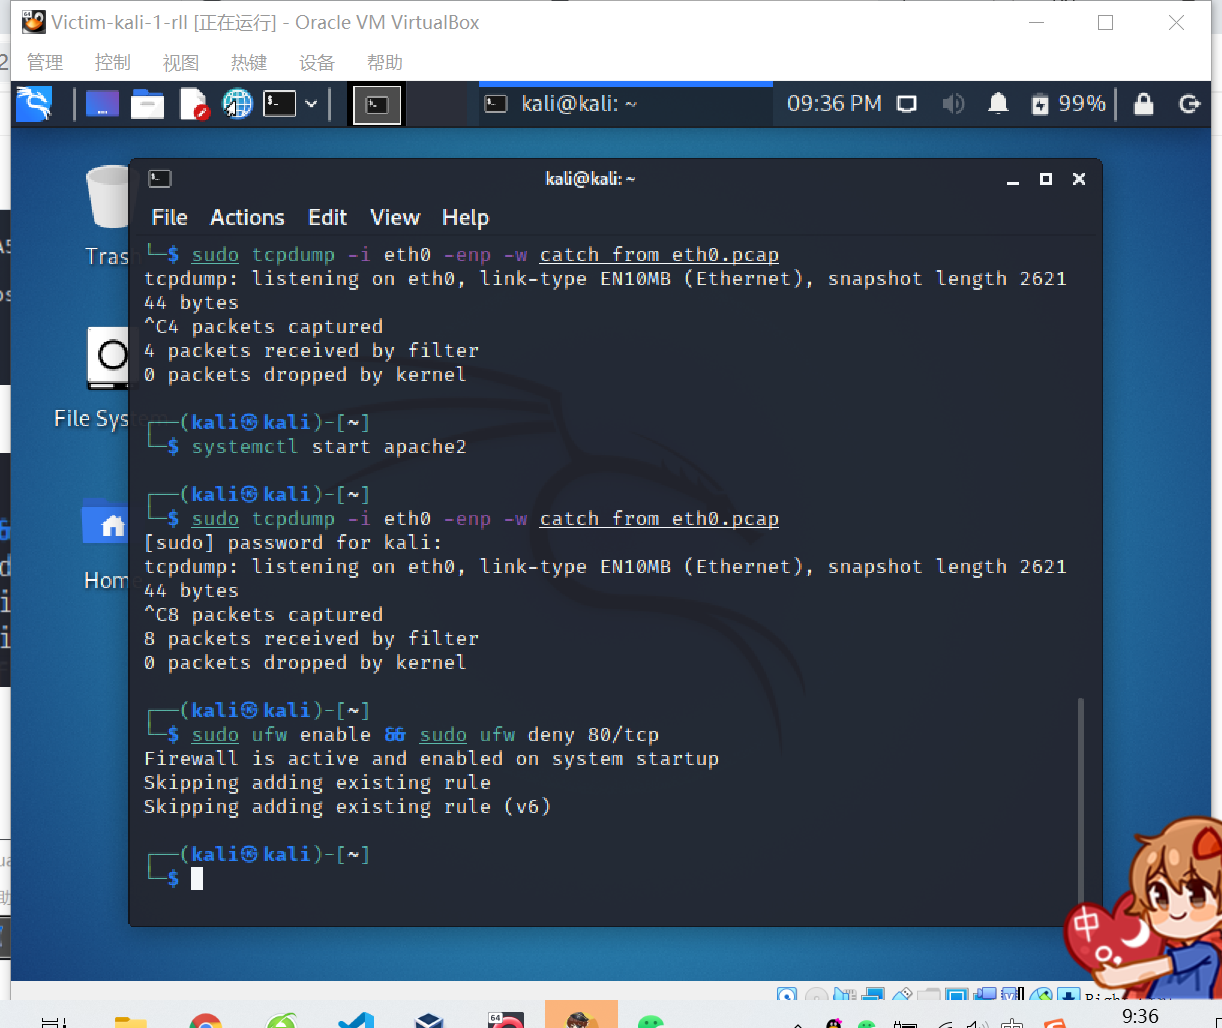 Victim-kali-1-rll [正在运行] - Oracle VM VirtualBox
管理 控制 视图 热键 设备 帮助
kali@kali: ~ 09:36 PM 99%
kali@kali: ~
File Actions Edit View Help
└─$ sudo tcpdump -i eth0 -enp -w catch_from_eth0.pcap
tcpdump: listening on eth0, link-type EN10MB (Ethernet), snapshot length 2621
44 bytes
^C4 packets captured
4 packets received by filter
0 packets dropped by kernel
┌──(kali㉿kali)-[~]
└─$ systemctl start apache2
┌──(kali㉿kali)-[~]
└─$ sudo tcpdump -i eth0 -enp -w catch_from_eth0.pcap
[sudo] password for kali:
tcpdump: listening on eth0, link-type EN10MB (Ethernet), snapshot length 2621
44 bytes
^C8 packets captured
8 packets received by filter
0 packets dropped by kernel
┌──(kali㉿kali)-[~]
└─$ sudo ufw enable && sudo ufw deny 80/tcp
Firewall is active and enabled on system startup
Skipping adding existing rule
Skipping adding existing rule (v6)
┌──(kali㉿kali)-[~]
└─$
Trash
File System
Home
中
9:36